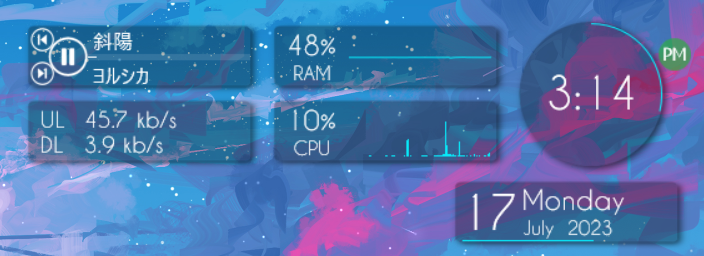 斜陽
ヨルシカ
48%
RAM
UL 45.7 kb/s
DL 3.9 kb/s
10%
CPU
3:14
PM
17 Monday
July 2023